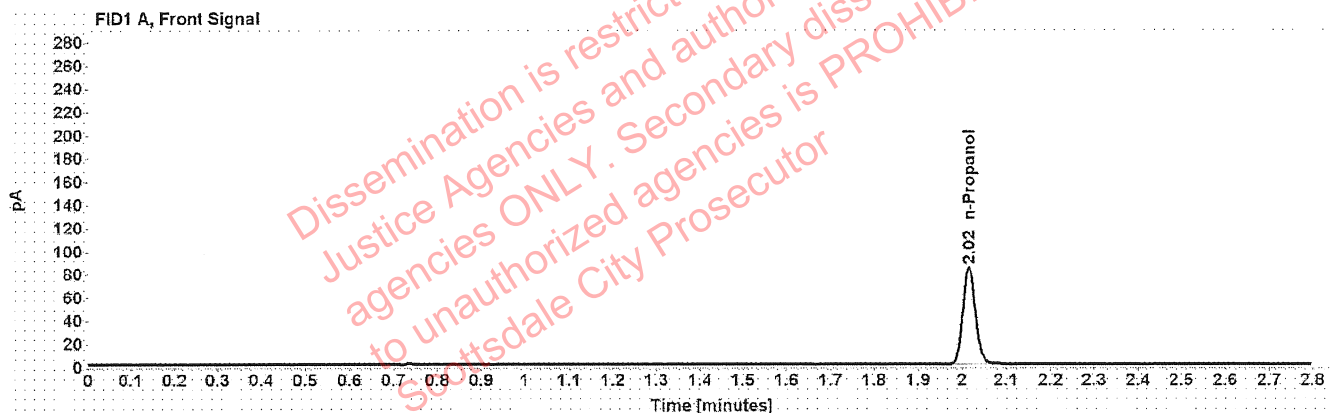 FID1 A, Front Signal
280
260
240
220
200
180
160
140
120
100
80
60
40
20
0
pA
2.02 n-Propanol
0 0.1 0.2 0.3 0.4 0.5 0.6 0.7 0.8 0.9 1 1.1 1.2 1.3 1.4 1.5 1.6 1.7 1.8 1.9 2 2.1 2.2 2.3 2.4 2.5 2.6 2.7 2.8
Time [minutes]
Dissemination is restric
Justice Agencies and author
agencies ONLY. Secondary diss
to unauthorized agencies is PROHIB
Scottsdale City Prosecutor